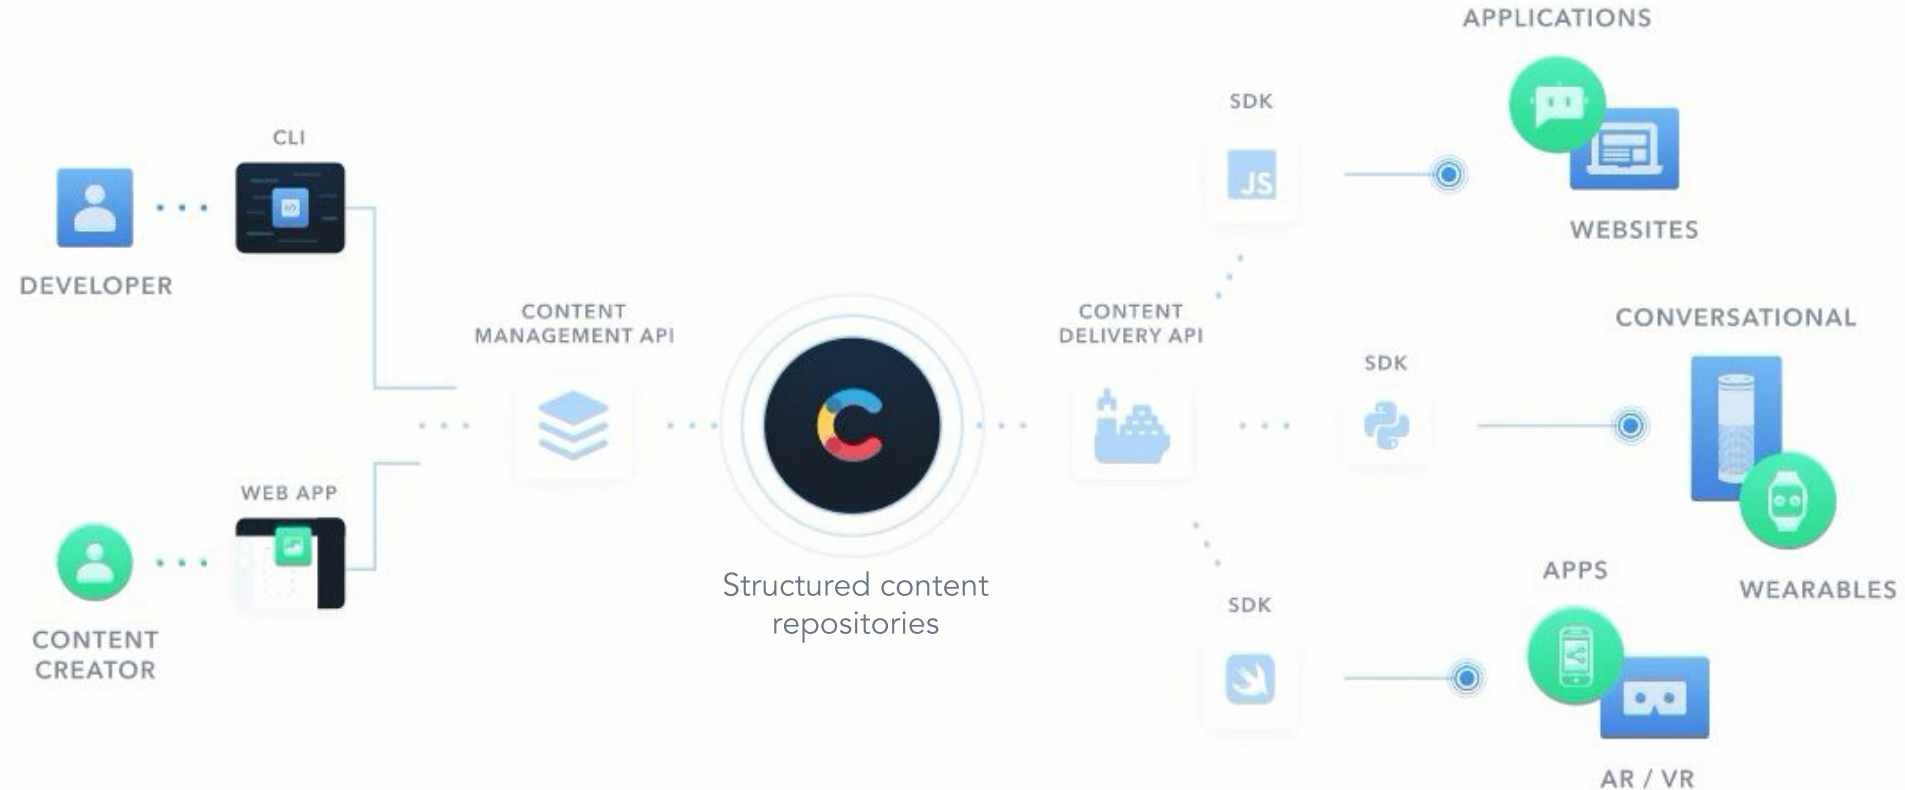 APPLICATIONS
SDK
CLI
JS
WEBSITES
DEVELOPER
CONTENT
MANAGEMENT API
CONTENT
DELIVERY API
CONVERSATIONAL
SDK
WEB APP
Structured content
repositories
CONTENT
CREATOR
SDK
APPS
WEARABLES
AR / VR